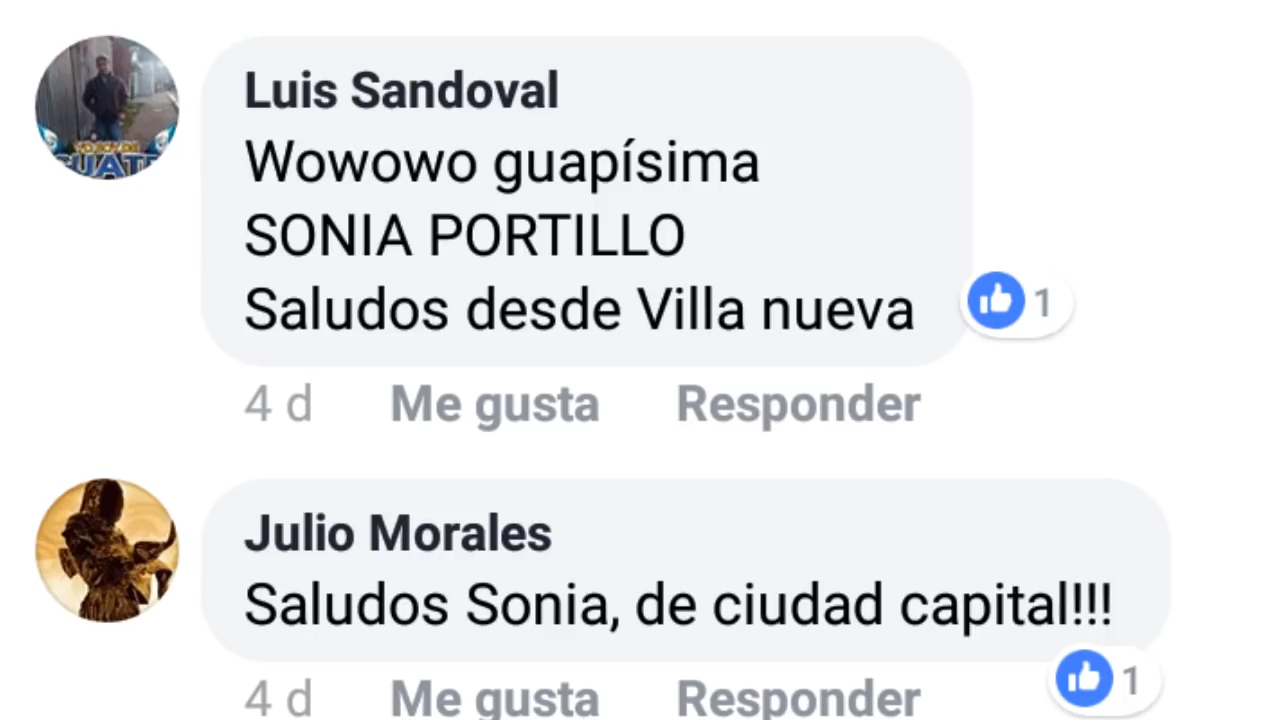 Luis Sandoval
Wowowo guapísima
SONIA PORTILLO
Saludos desde Villa nueva
1
4 d Me gusta Responder
Julio Morales
Saludos Sonia, de ciudad capital!!!
1
4 d Me gusta Responder